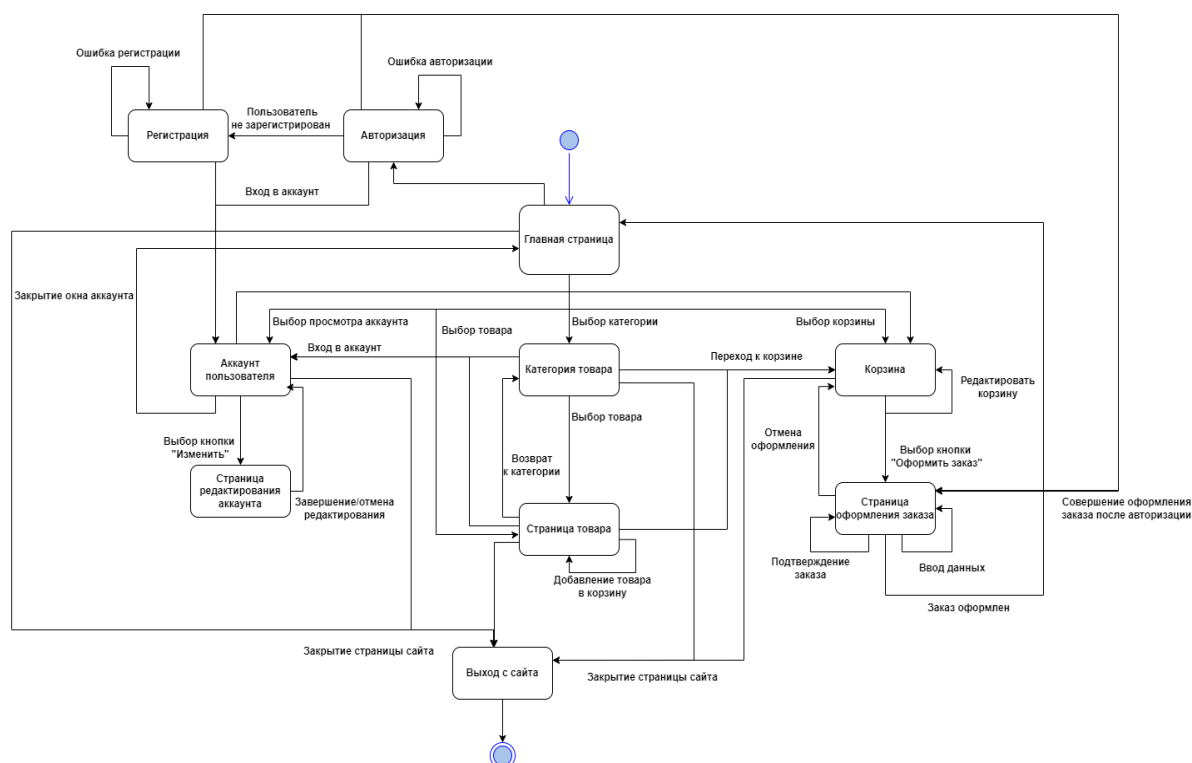 Ошибка регистрации
Ошибка авторизации
Регистрация
Пользователь
не зарегистрирован
Авторизация
Вход в аккаунт
Главная страница
Закрытие окна аккаунта
Выбор просмотра аккаунта
Выбор товара
Выбор категории
Выбор корзины
Вход в аккаунт
Переход к корзине
Аккаунт
пользователя
Категория товара
Корзина
Редактировать
корзину
Выбор товара
Отмена
оформления
Выбор кнопки
"Изменить"
Возврат
к категории
Выбор кнопки
"Оформить заказ"
Страница
редактирования
аккаунта
Завершение/отмена
редактирования
Страница товара
Страница
оформления заказа
Совершение оформления
заказа после авторизации
Добавление товара
в корзину
Подтверждение
заказа
Ввод данных
Заказ оформлен
Закрытие страницы сайта
Выход с сайта
Закрытие страницы сайта